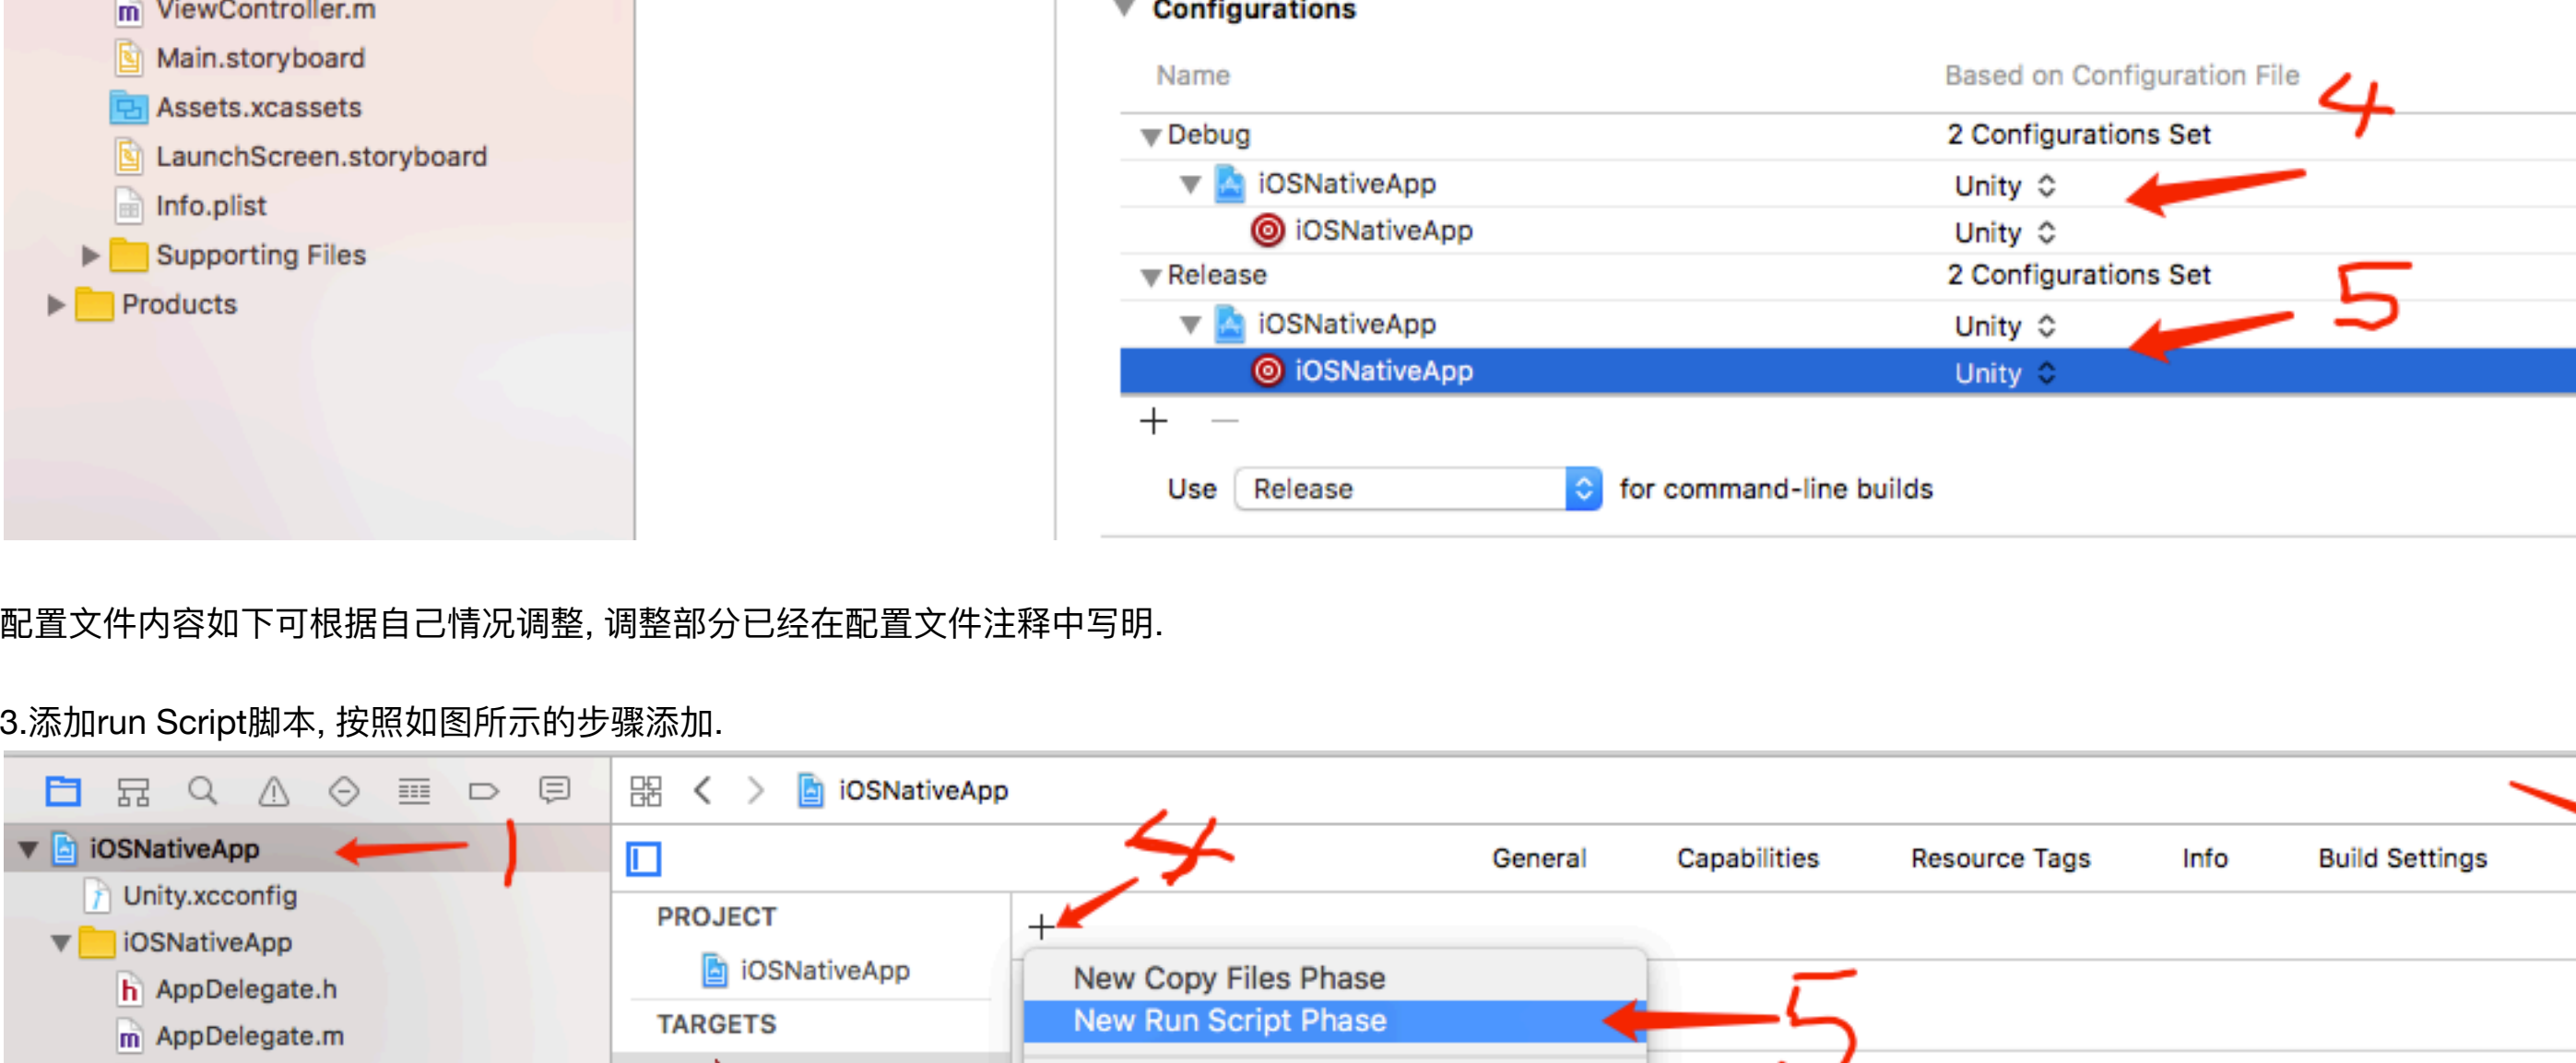 ViewController.m
Main.storyboard
Assets.xcassets
LaunchScreen.storyboard
Info.plist
Supporting Files
Products
Configurations
Name Based on Configuration File
4
Debug 2 Configurations Set
iOSNativeApp Unity
iOSNativeApp Unity
Release 2 Configurations Set
5
iOSNativeApp Unity
iOSNativeApp Unity
Use Release for command-line builds
配置文件内容如下可根据自己情况调整, 调整部分已经在配置文件注释中写明.
3.添加run Script脚本, 按照如图所示的步骤添加.
iOSNativeApp
iOSNativeApp 1
Unity.xcconfig
iOSNativeApp
AppDelegate.h
AppDelegate.m
4
General Capabilities Resource Tags Info Build Settings
PROJECT
iOSNativeApp
TARGETS
New Copy Files Phase
New Run Script Phase
5